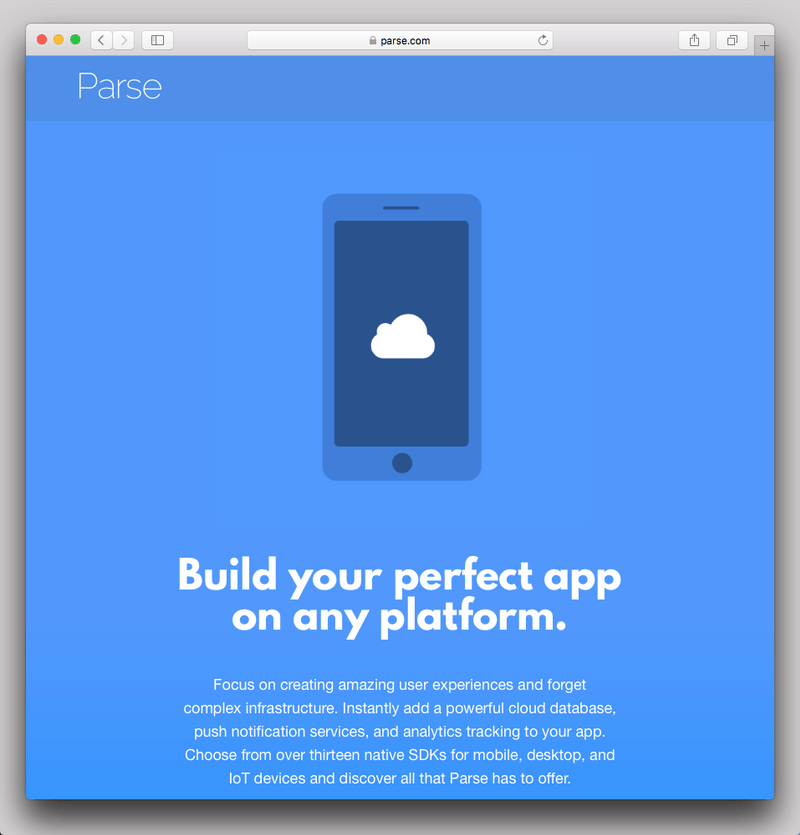 parse.com
Parse
Build your perfect app
on any platform.
Focus on creating amazing user experiences and forget
complex infrastructure. Instantly add a powerful cloud database,
push notification services, and analytics tracking to your app.
Choose from over thirteen native SDKs for mobile, desktop, and
IoT devices and discover all that Parse has to offer.